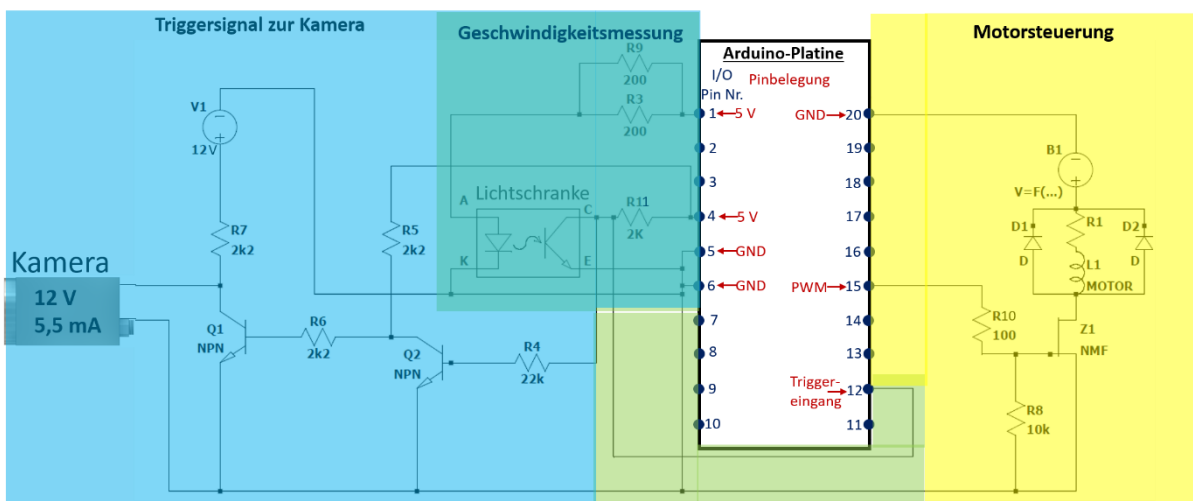 Triggersignal zur Kamera
Geschwindigkeitsmessung
Motorsteuerung
Arduino-Platine
I/O
Pin Nr.
Pinbelegung
R9
200
R3
200
V1
12V
1
5 V
GND
20
2
19
3
18
4
5 V
17
5
GND
16
6
GND
PWM
15
7
14
8
13
9
Trigger-
eingang
12
10
11
Lichtschranke
A
C
K
E
R11
2K
R7
2k2
R5
2k2
Kamera
12 V
5,5 mA
Q1
NPN
R6
2k2
Q2
NPN
R4
22k
B1
V=F(...)
D1
D
R1
D2
D
L1
MOTOR
R10
100
Z1
NMF
R8
10k